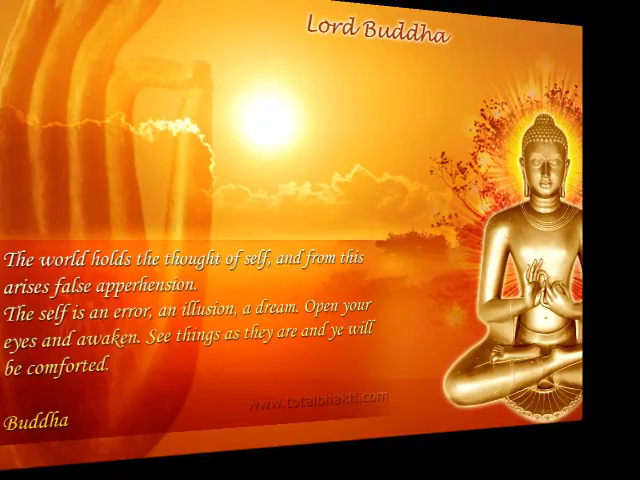 Lord Buddha
The world holds the thought of self, and from this
arises false apperhension.
The self is an error, an illusion, a dream. Open your
eyes and awaken. See things as they are and ye will
be comforted.
Buddha
www.totalbhakti.com